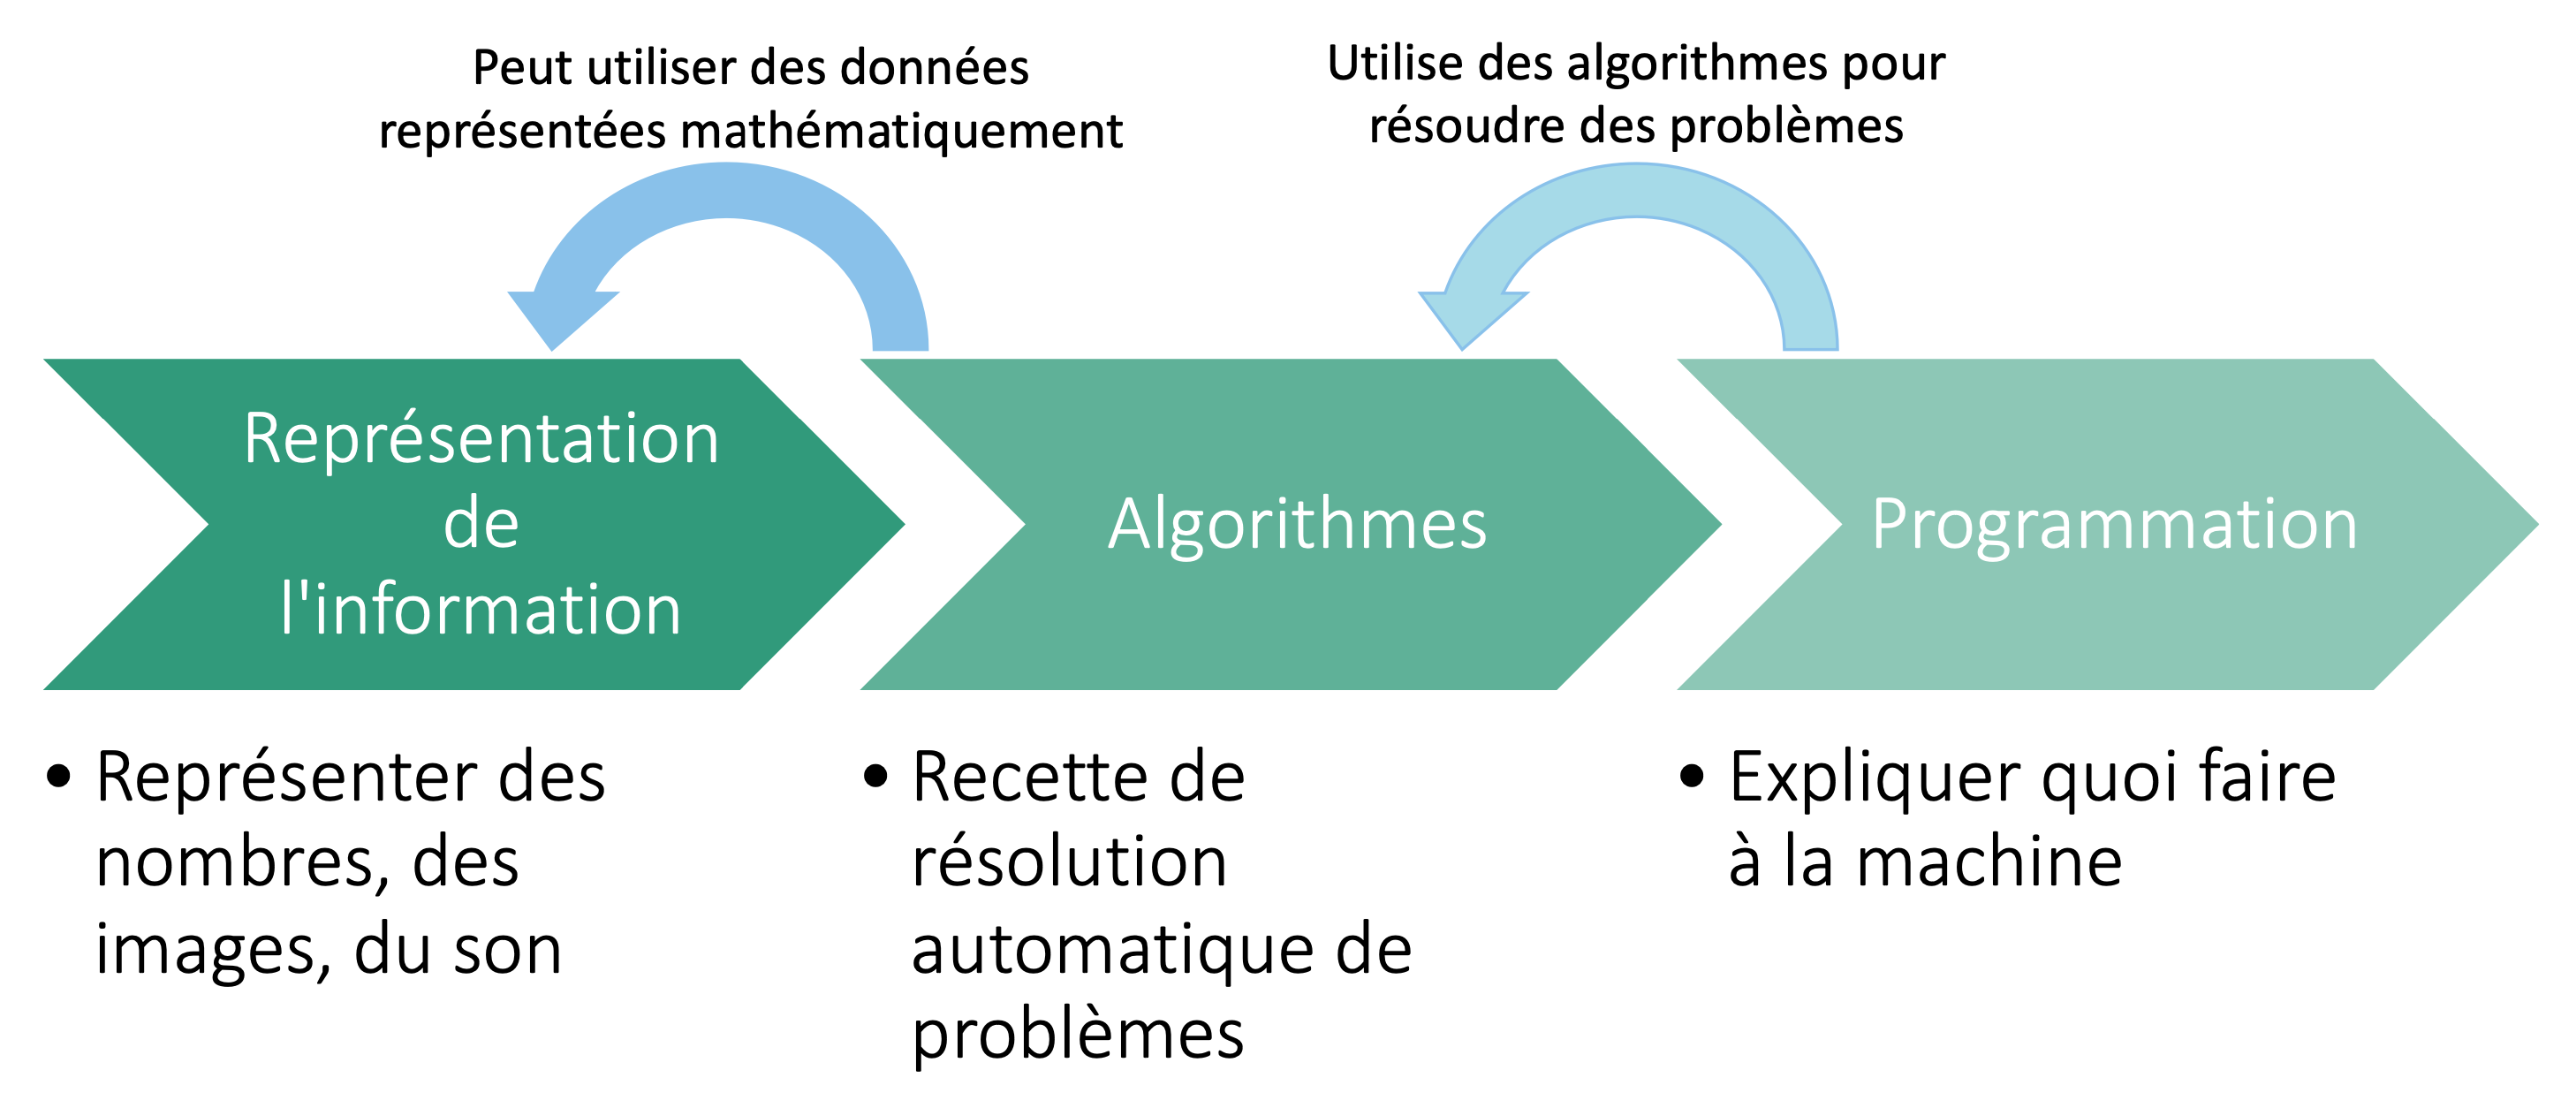 Peut utiliser des données
représentées mathématiquement
Utilise des algorithmes pour
résoudre des problèmes
Représentation
de
l'information
Algorithmes
Programmation
• Représenter des
nombres, des
images, du son
• Recette de
résolution
automatique de
problèmes
• Expliquer quoi faire
à la machine